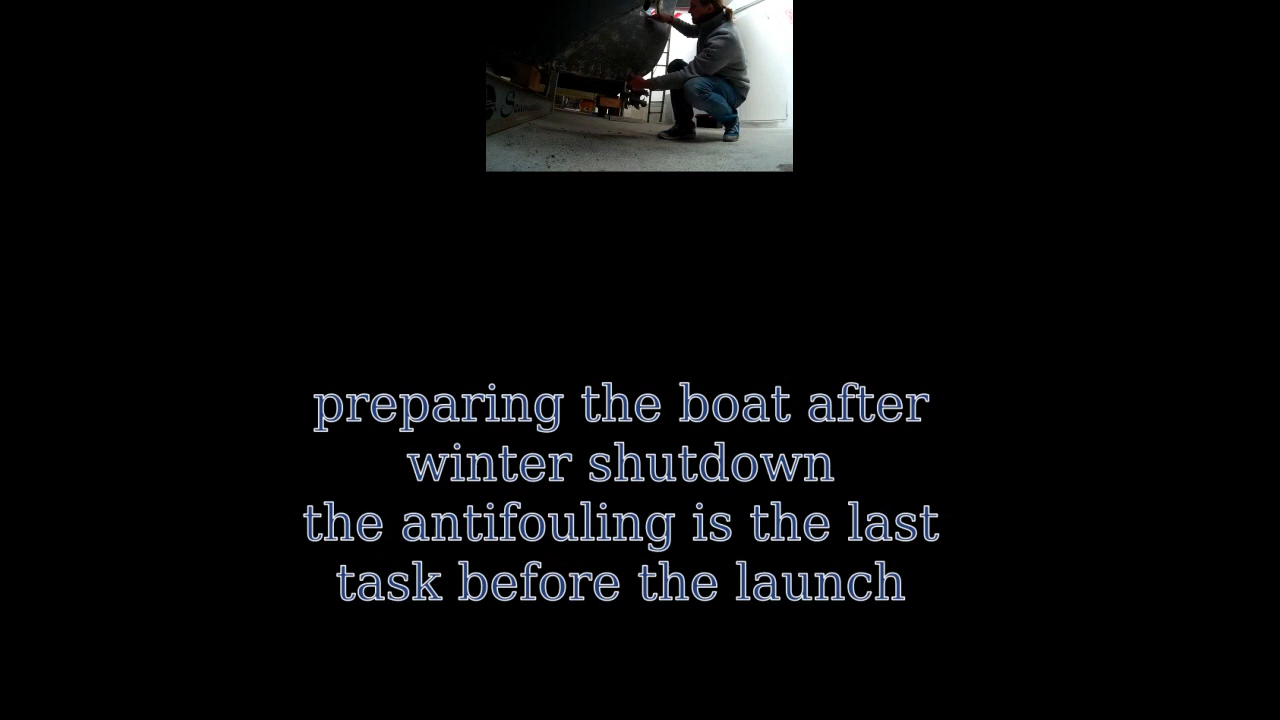 preparing the boat after
winter shutdown
the antifouling is the last
task before the launch